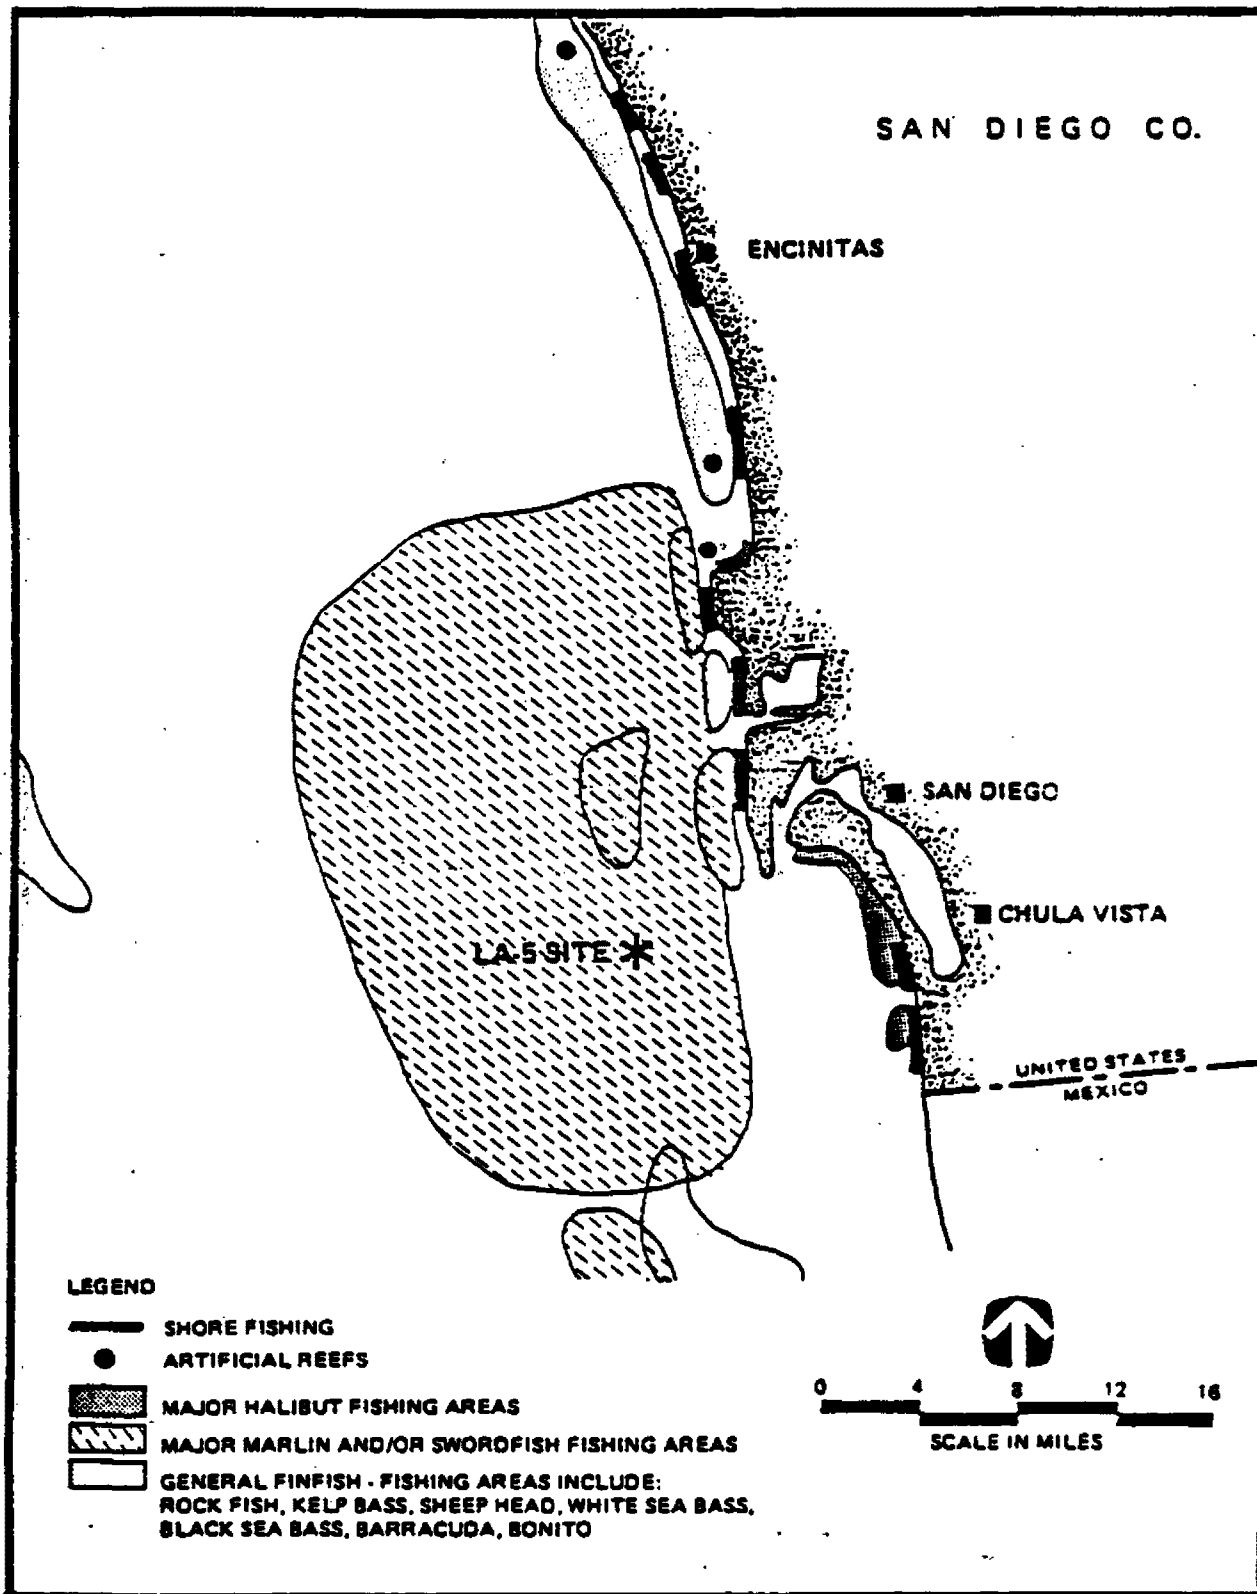 SAN DIEGO CO.
ENCINITAS
SAN DIEGO
CHULA VISTA
LA-5 SITE
UNITED STATES
MEXICO
LEGEND
SHORE FISHING
ARTIFICIAL REEFS
MAJOR HALIBUT FISHING AREAS
MAJOR MARLIN AND/OR SWORDFISH FISHING AREAS
GENERAL FINFISH - FISHING AREAS INCLUDE:
ROCK FISH, KELP BASS, SHEEP HEAD, WHITE SEA BASS,
BLACK SEA BASS, BARRACUDA, BONITO
0 4 8 12 16
SCALE IN MILES